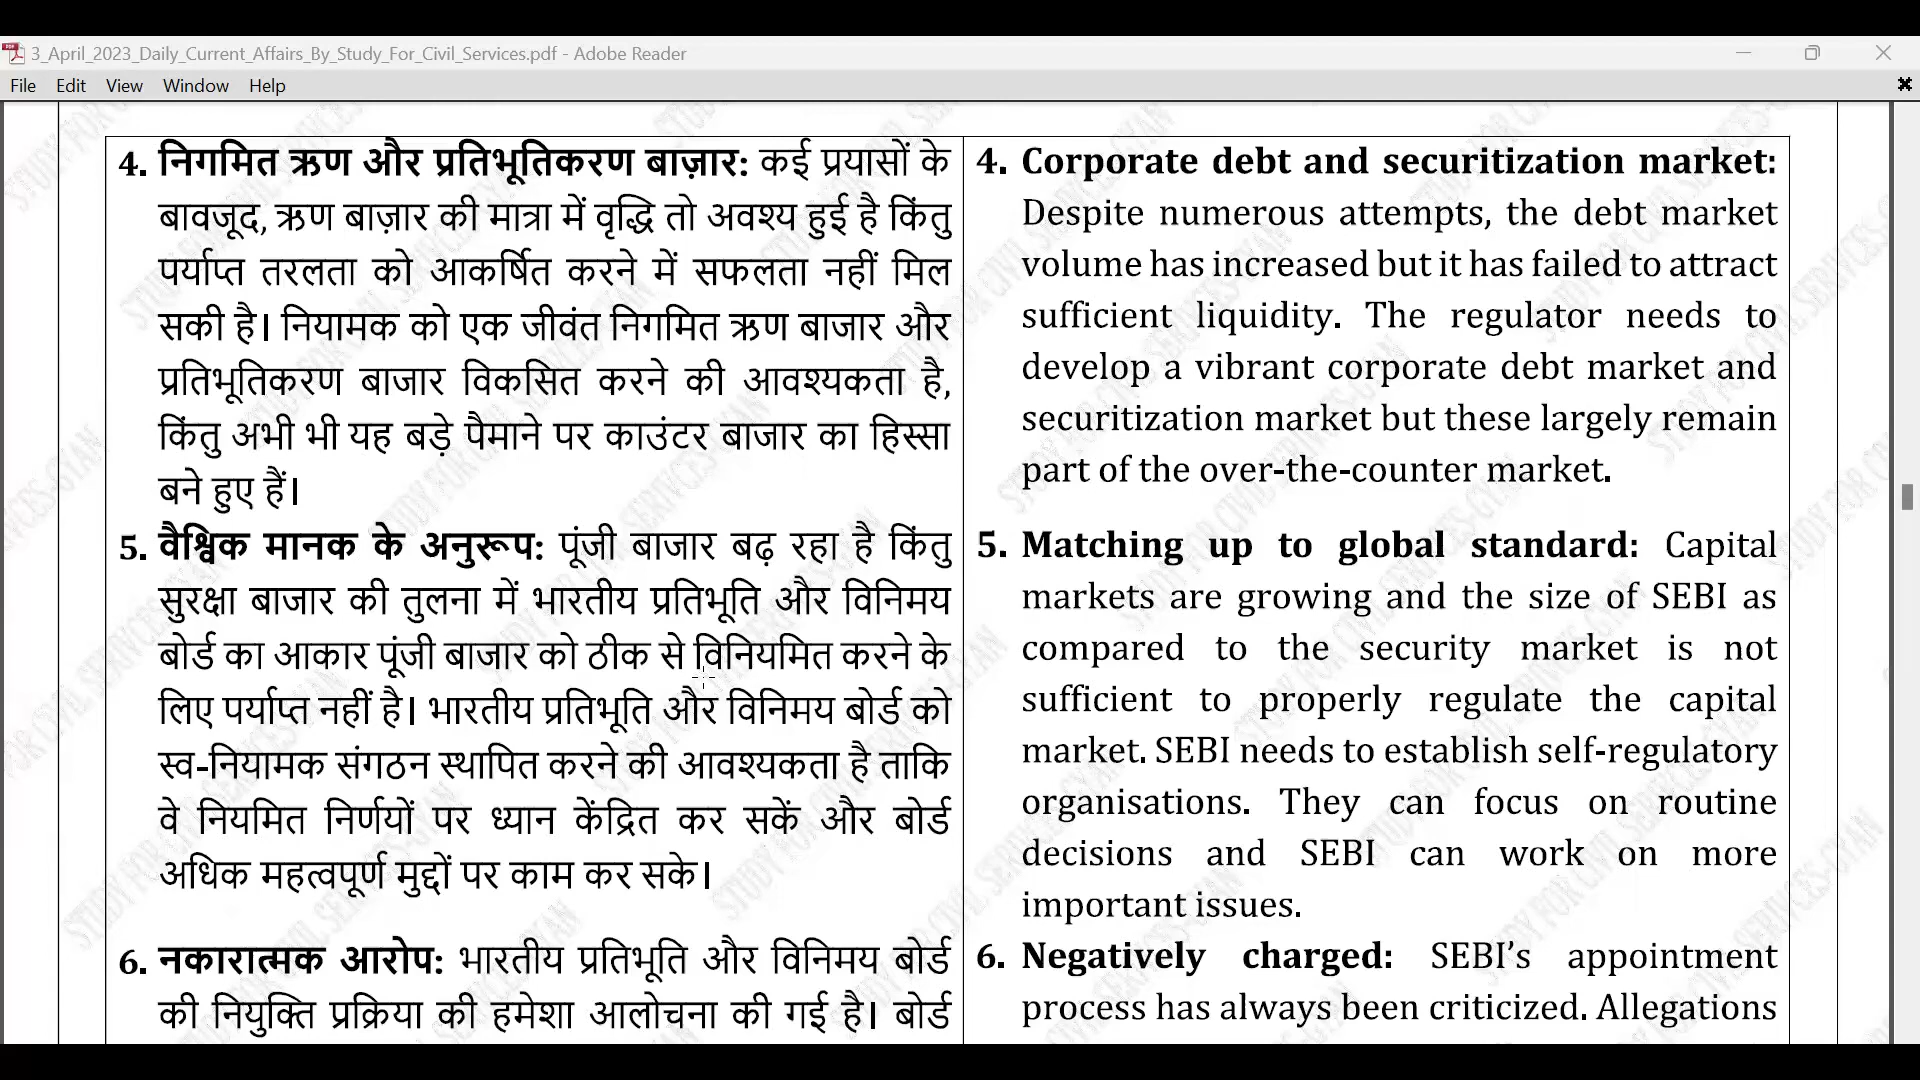 3_April_2023_Daily_Current_Affairs_By_Study_For_Civil_Services.pdf - Adobe Reader
File Edit View Window Help
4. निगमित ऋण और प्रतिभूतिकरण बाज़ार: कई प्रयासों के
बावजूद, ऋण बाज़ार की मात्रा में वृद्धि तो अवश्य हुई है किंतु
पर्याप्त तरलता को आकर्षित करने में सफलता नहीं मिल
सकी है। नियामक को एक जीवंत निगमित ऋण बाजार और
प्रतिभूतिकरण बाजार विकसित करने की आवश्यकता है,
किंतु अभी भी यह बड़े पैमाने पर काउंटर बाजार का हिस्सा
बने हुए हैं।
5. वैश्विक मानक के अनुरूप: पूंजी बाजार बढ़ रहा है किंतु
सुरक्षा बाजार की तुलना में भारतीय प्रतिभूति और विनिमय
बोर्ड का आकार पूंजी बाजार को ठीक से विनियमित करने के
लिए पर्याप्त नहीं है। भारतीय प्रतिभूति और विनिमय बोर्ड को
स्व-नियामक संगठन स्थापित करने की आवश्यकता है ताकि
वे नियमित निर्णयों पर ध्यान केंद्रित कर सकें और बोर्ड
अधिक महत्वपूर्ण मुद्दों पर काम कर सके।
6. नकारात्मक आरोप: भारतीय प्रतिभूति और विनिमय बोर्ड
की नियुक्ति प्रक्रिया की हमेशा आलोचना की गई है। बोर्ड
4. Corporate debt and securitization market:
Despite numerous attempts, the debt market
volume has increased but it has failed to attract
sufficient liquidity. The regulator needs to
develop a vibrant corporate debt market and
securitization market but these largely remain
part of the over-the-counter market.
5. Matching up to global standard: Capital
markets are growing and the size of SEBI as
compared to the security market is not
sufficient to properly regulate the capital
market. SEBI needs to establish self-regulatory
organisations. They can focus on routine
decisions and SEBI can work on more
important issues.
6. Negatively charged: SEBI’s appointment
process has always been criticized. Allegations